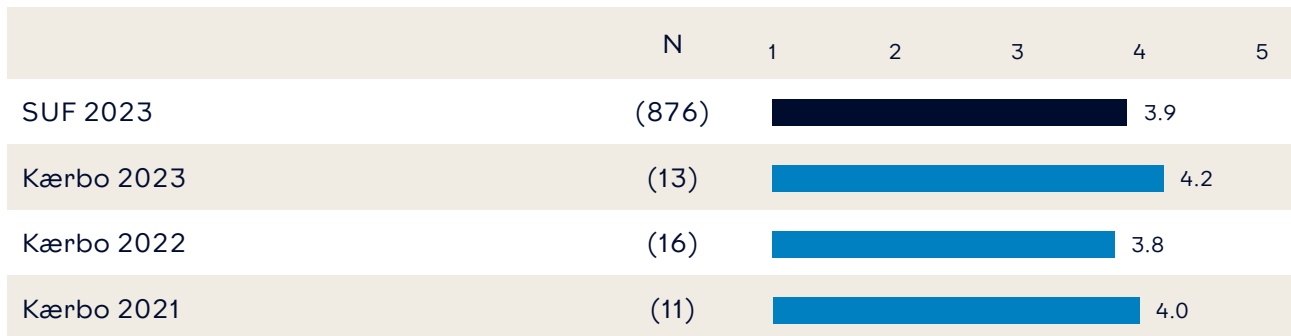 N 1 2 3 4 5
SUF 2023 (876) 3.9
Kærbo 2023 (13) 4.2
Kærbo 2022 (16) 3.8
Kærbo 2021 (11) 4.0